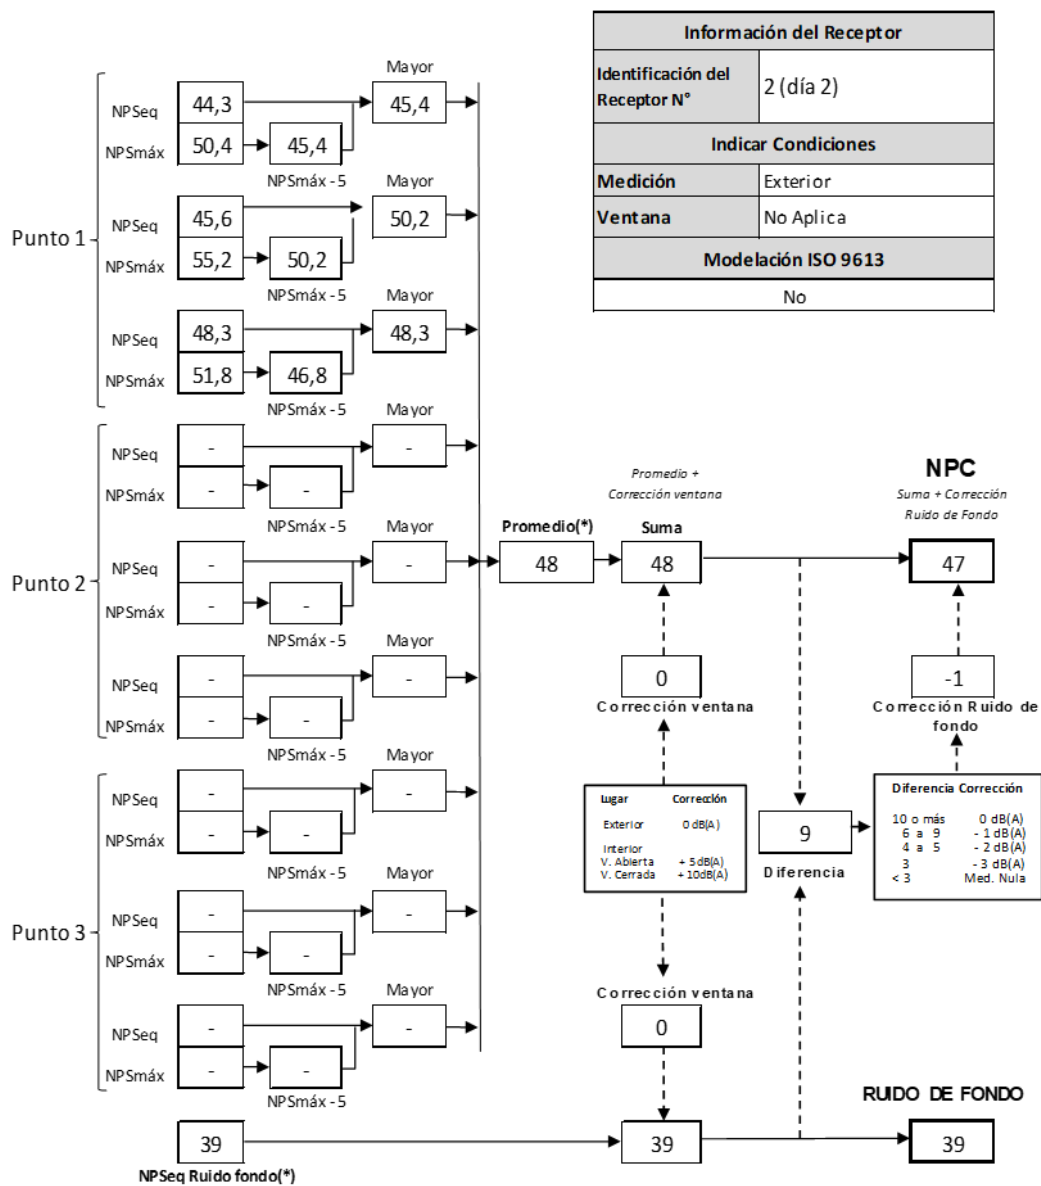 Información del Receptor
Identificación del Receptor N° 2 (día 2)
Indicar Condiciones
Medición Exterior
Ventana No Aplica
Modelación ISO 9613
No
Punto 1
Mayor
NPSeq 44,3 45,4
NPSmáx 50,4 45,4
NPSmáx - 5
Mayor
NPSeq 45,6 50,2
NPSmáx 55,2 50,2
NPSmáx - 5
Mayor
NPSeq 48,3 48,3
NPSmáx 51,8 46,8
NPSmáx - 5
Punto 2
Mayor
NPSeq - -
NPSmáx - -
NPSmáx - 5
Mayor
NPSeq - -
NPSmáx - -
NPSmáx - 5
Mayor
NPSeq - -
NPSmáx - -
NPSmáx - 5
Punto 3
Mayor
NPSeq - -
NPSmáx - -
NPSmáx - 5
Mayor
NPSeq - -
NPSmáx - -
NPSmáx - 5
Mayor
NPSeq - -
NPSmáx - -
NPSmáx - 5
39
NPSeq Ruido fondo(*)
Promedio(*)
48
Promedio +
Corrección ventana
Suma
48
0
Corrección ventana
Lugar Corrección
Exterior 0 dB(A)
Interior
V. Abierta + 5dB(A)
V. Cerrada + 10dB(A)
Corrección ventana
0
39
NPC
Suma + Corrección
Ruido de Fondo
47
-1
Corrección Ruido de
fondo
9
Diferencia
Diferencia Corrección
10 o más 0 dB(A)
6 a 9 - 1 dB(A)
4 a 5 - 2 dB(A)
3 - 3 dB(A)
< 3 Med. Nula
RUIDO DE FONDO
39